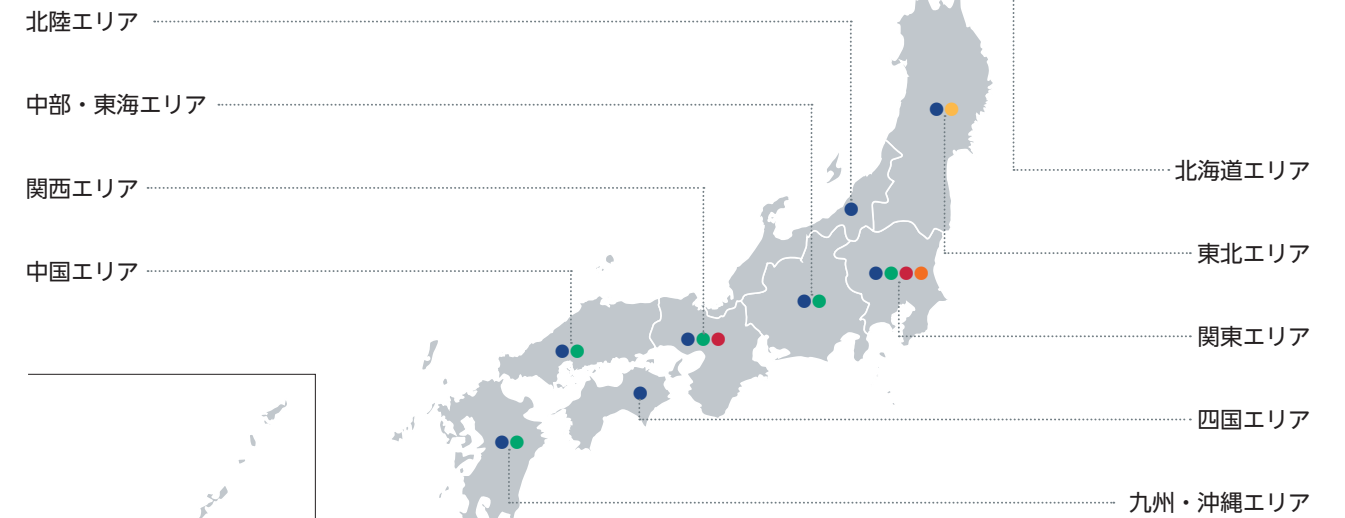 北陸エリア
中部・東海エリア
関西エリア
中国エリア
北海道エリア
東北エリア
関東エリア
四国エリア
九州・沖縄エリア